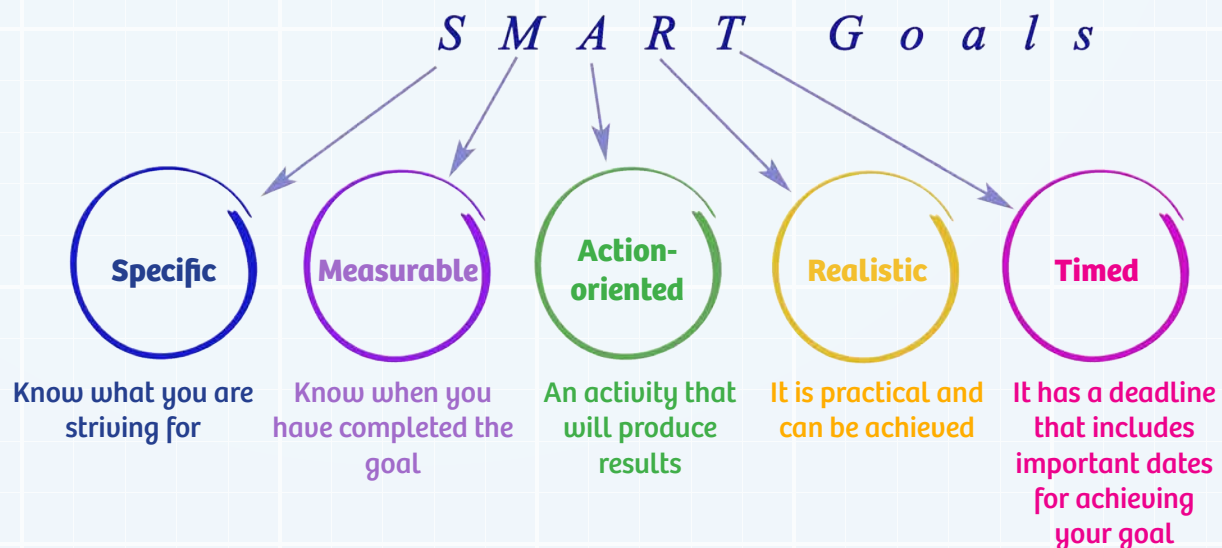 SMART Goals
Specific
Measurable
Action-
oriented
Realistic
Timed
Know what you are
striving for
Know when you
have completed the
goal
An activity that
will produce
results
It is practical and
can be achieved
It has a deadline
that includes
important dates
for achieving
your goal